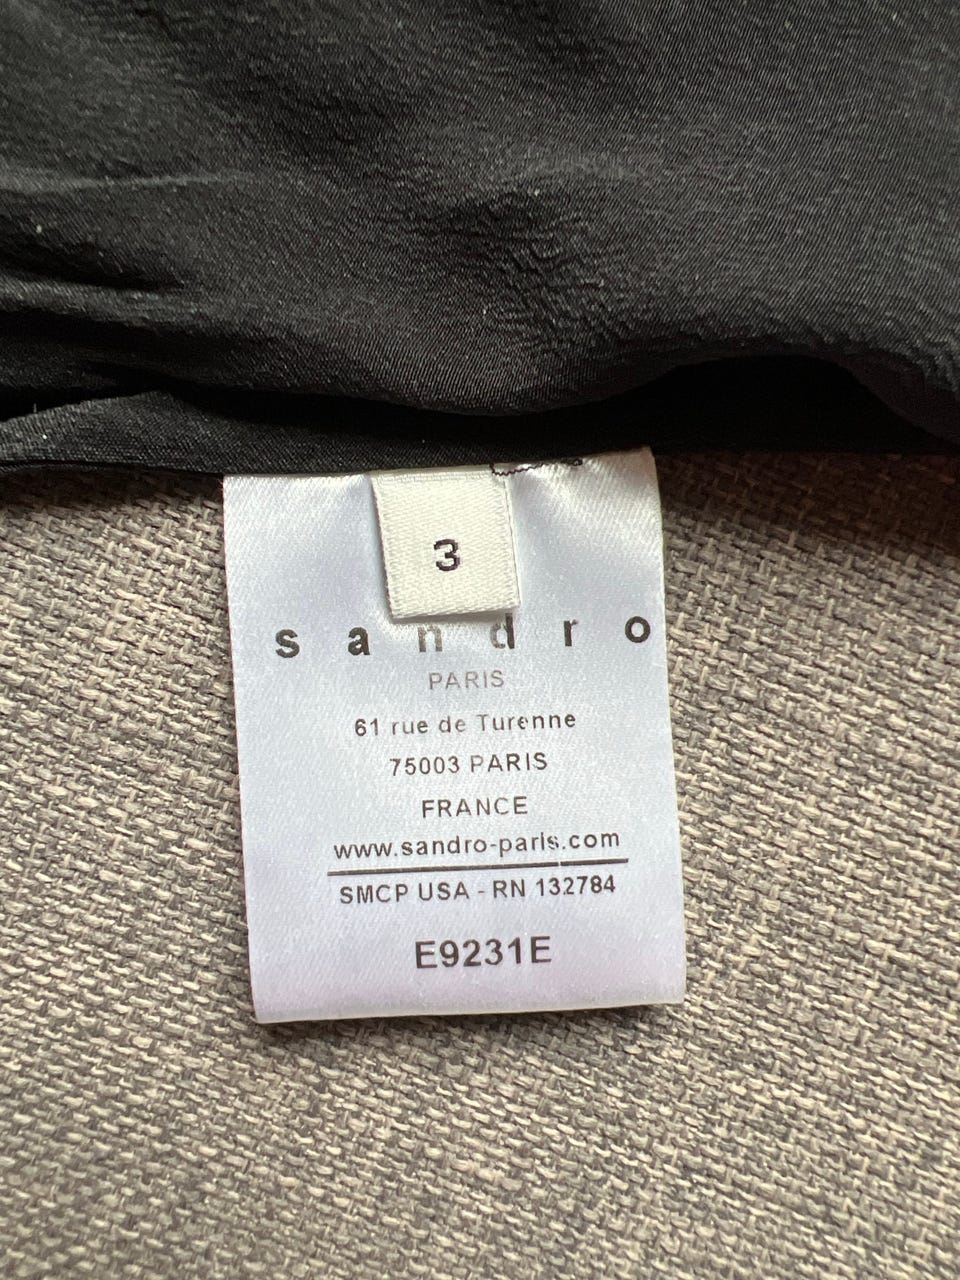 3
sandro
PARIS
61 rue de Turenne
75003 PARIS
FRANCE
www.sandro-paris.com
SMCP USA - RN 132784
E9231E